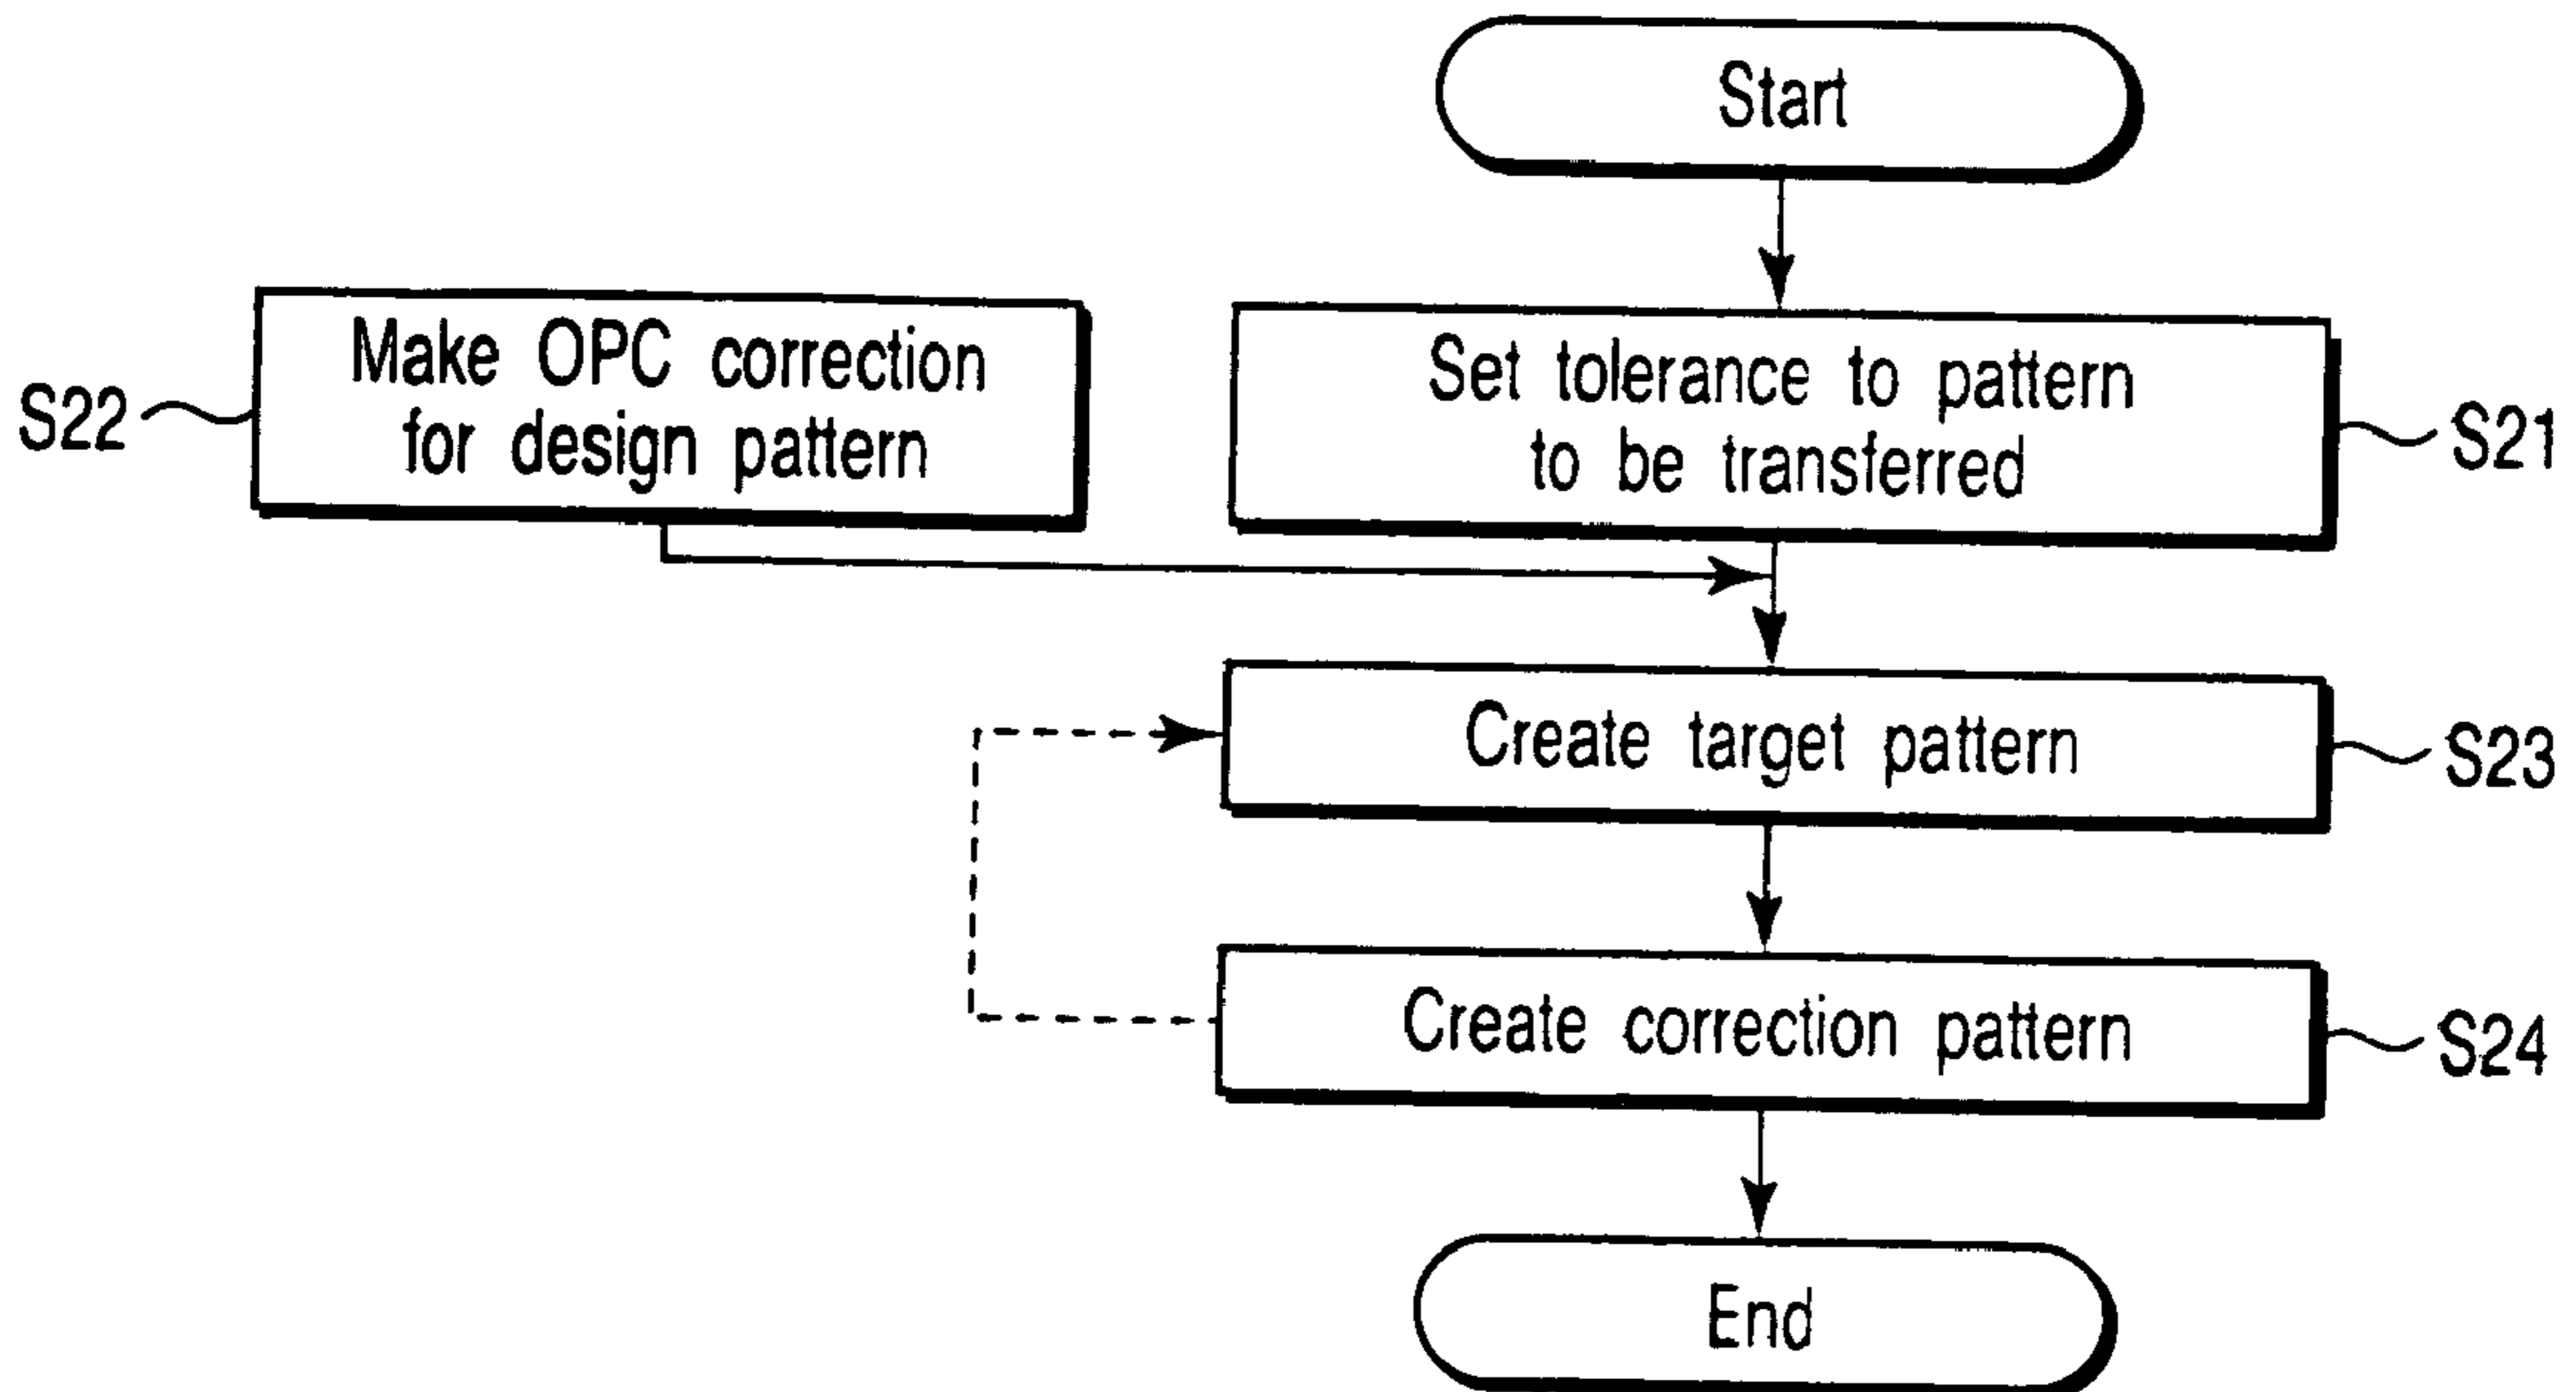 Start
Make OPC correction
for design pattern
S22
Set tolerance to pattern
to be transferred
S21
Create target pattern
S23
Create correction pattern
S24
End